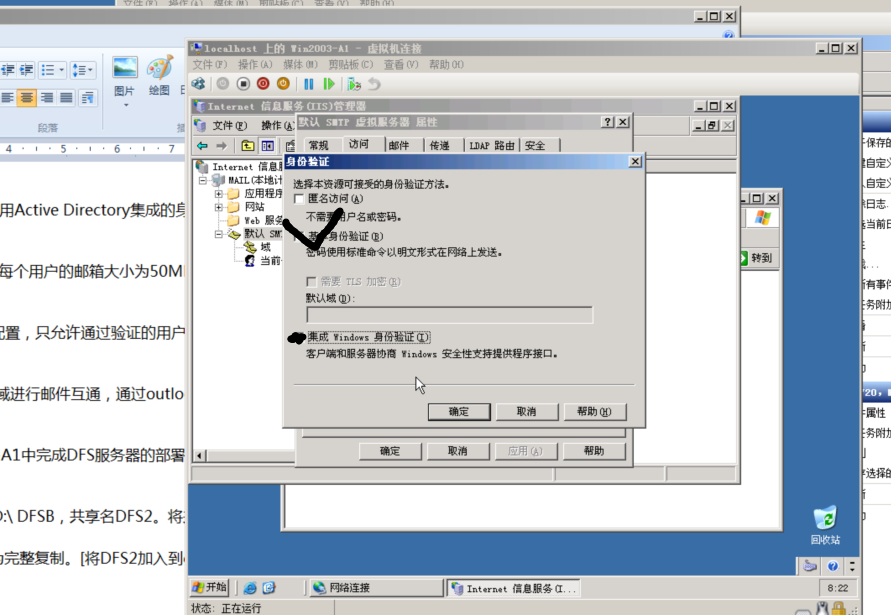 文件(F) 操作(A) 媒体(M) 剪贴板(C) 查看(V) 帮助(H)
localhost 上的 Win2003-A1 - 虚拟机连接
文件(F) 操作(A) 媒体(M) 剪贴板(C) 查看(V) 帮助(H)
图片
绘图
段落
4 5 6 7
Internet 信息服务(IIS)管理器
文件(F) 操作(A)
默认 SMTP 虚拟服务器 属性
常规 访问 邮件 传递 LDAP 路由 安全
Internet 信息
MAIL(本地计
应用程序
网站
Web 服务
默认 SM
域
当前
身份验证
选择本资源可接受的身份验证方法。
匿名访问(A)
不需要用户名或密码。
基本身份验证(B)
密码使用标准命令以明文形式在网络上发送。
需要 TLS 加密(R)
默认域(D):
集成 Windows 身份验证(I)
客户端和服务器协商 Windows 安全性支持提供程序接口。
确定 取消 帮助(H)
确定 取消 应用(A) 帮助
转到
用Active Directory集成的身
每个用户的邮箱大小为50M
配置，只允许通过验证的用户
域进行邮件互通，通过outlo
A1中完成DFS服务器的部署
D:\ DFSB，共享名DFS2。将
为完整复制。[将DFS2加入到
保存的
自定义
自定义
日志.
当前日
所有事件
任务附加
属性
任务附加
选择的
回收站
开始
网络连接
Internet 信息服务(I...
8:22
状态: 正在运行